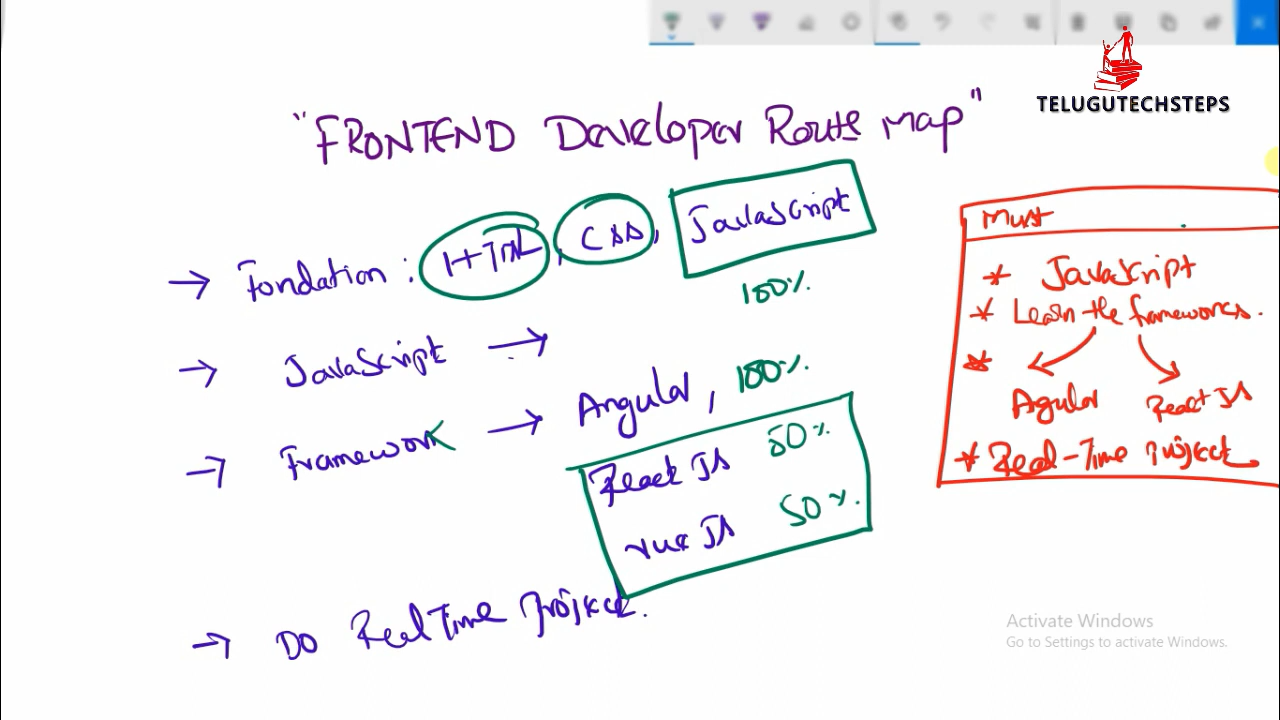 TELUGUTECHSTEPS
"FRONTEND Developer Route Map"
→ Fondation : HTML, CSS, JavaScript
100%
→ JavaScript →
→ Framework → Angular, 100%
React JS 50%
vue JS 50%
→ DO Real Time Project.
Must
* JavaScript
* Learn the frameworks.
*
Agular React JS
* Real-Time Project
Activate Windows
Go to Settings to activate Windows.